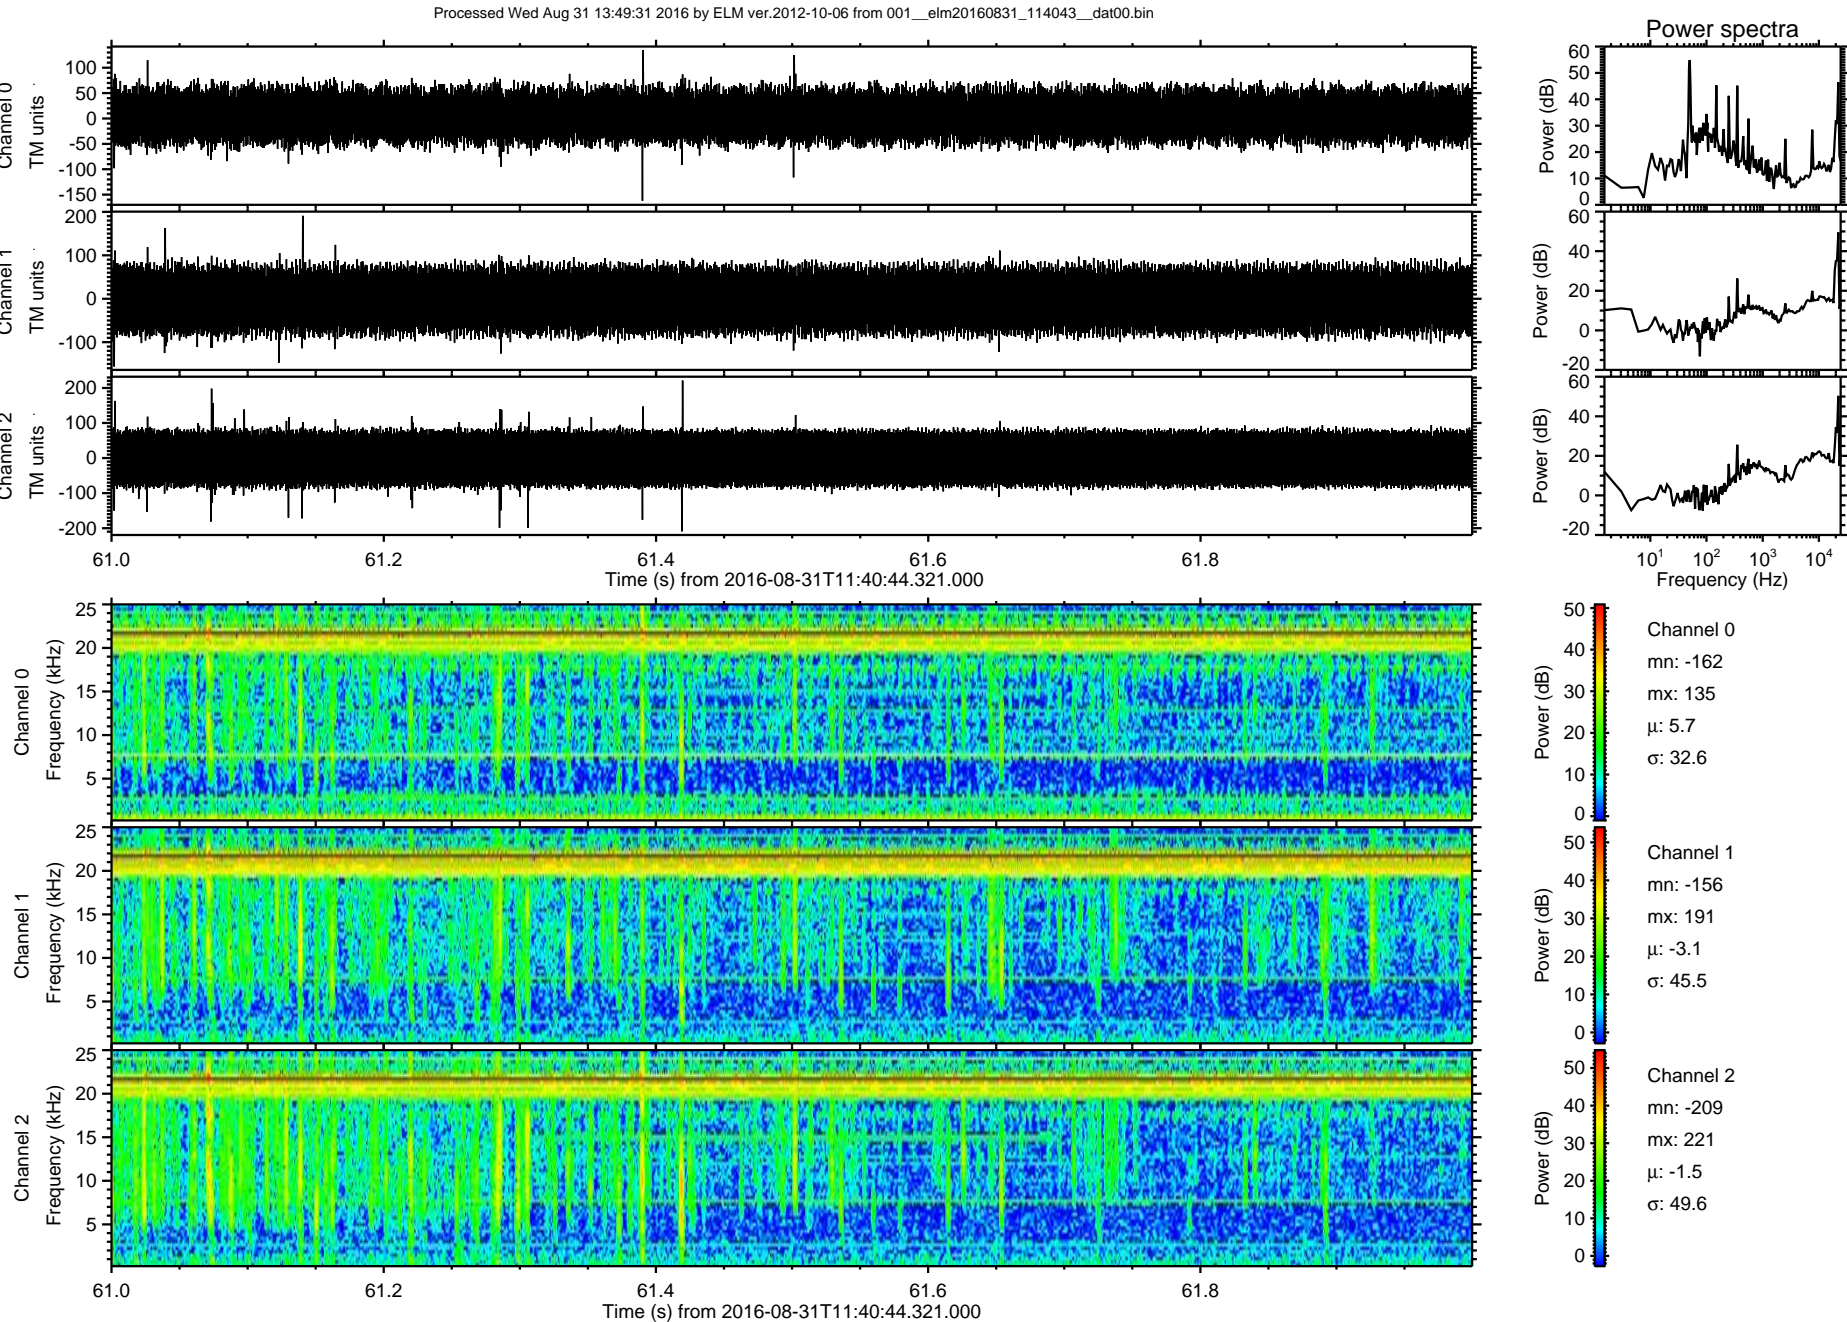 Processed Wed Aug 31 13:49:31 2016 by ELM ver.2012-10-06 from 001__elm20160831_114043__dat00.bin
Power spectra
Channel 0
TM units
100
50
0
-50
-100
-150
Power (dB)
60
50
40
30
20
10
0
Channel 1
TM units
200
100
0
-100
Power (dB)
60
40
20
0
-20
Channel 2
TM units
200
100
0
-100
-200
Power (dB)
60
40
20
0
-20
61.0 61.2 61.4 61.6 61.8
Time (s) from 2016-08-31T11:40:44.321.000
10^1 10^2 10^3 10^4
Frequency (Hz)
Channel 0
Frequency (kHz)
25
20
15
10
5
Power (dB)
50
40
30
20
10
0
Channel 0
mn: -162
mx: 135
μ: 5.7
σ: 32.6
Channel 1
Frequency (kHz)
25
20
15
10
5
Power (dB)
50
40
30
20
10
0
Channel 1
mn: -156
mx: 191
μ: -3.1
σ: 45.5
Channel 2
Frequency (kHz)
25
20
15
10
5
Power (dB)
50
40
30
20
10
0
Channel 2
mn: -209
mx: 221
μ: -1.5
σ: 49.6
61.0 61.2 61.4 61.6 61.8
Time (s) from 2016-08-31T11:40:44.321.000